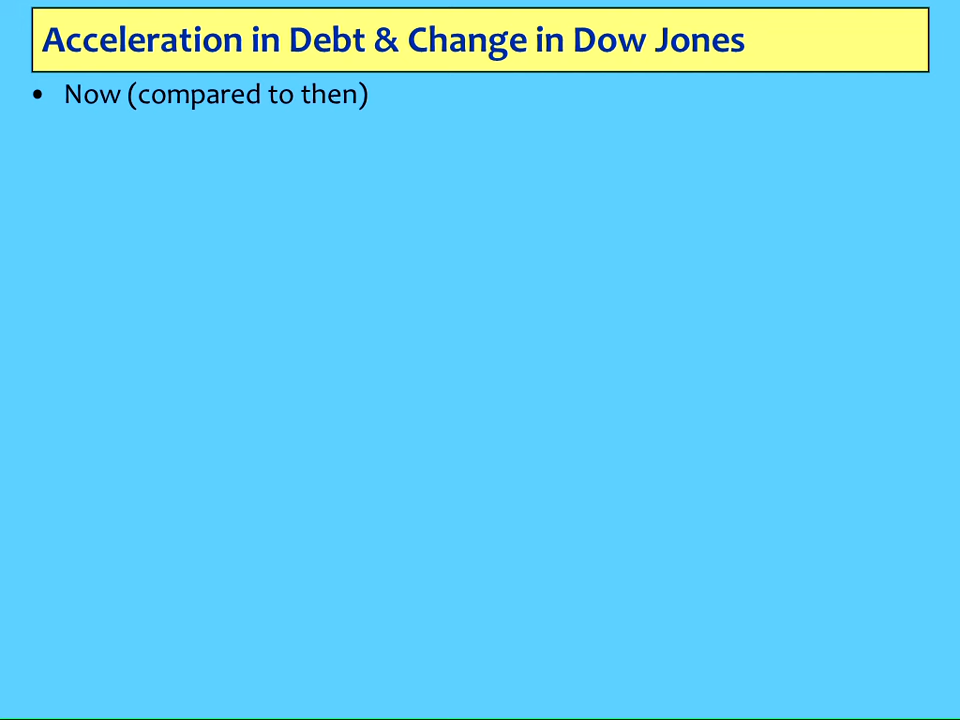 Acceleration in Debt & Change in Dow Jones
• Now (compared to then)